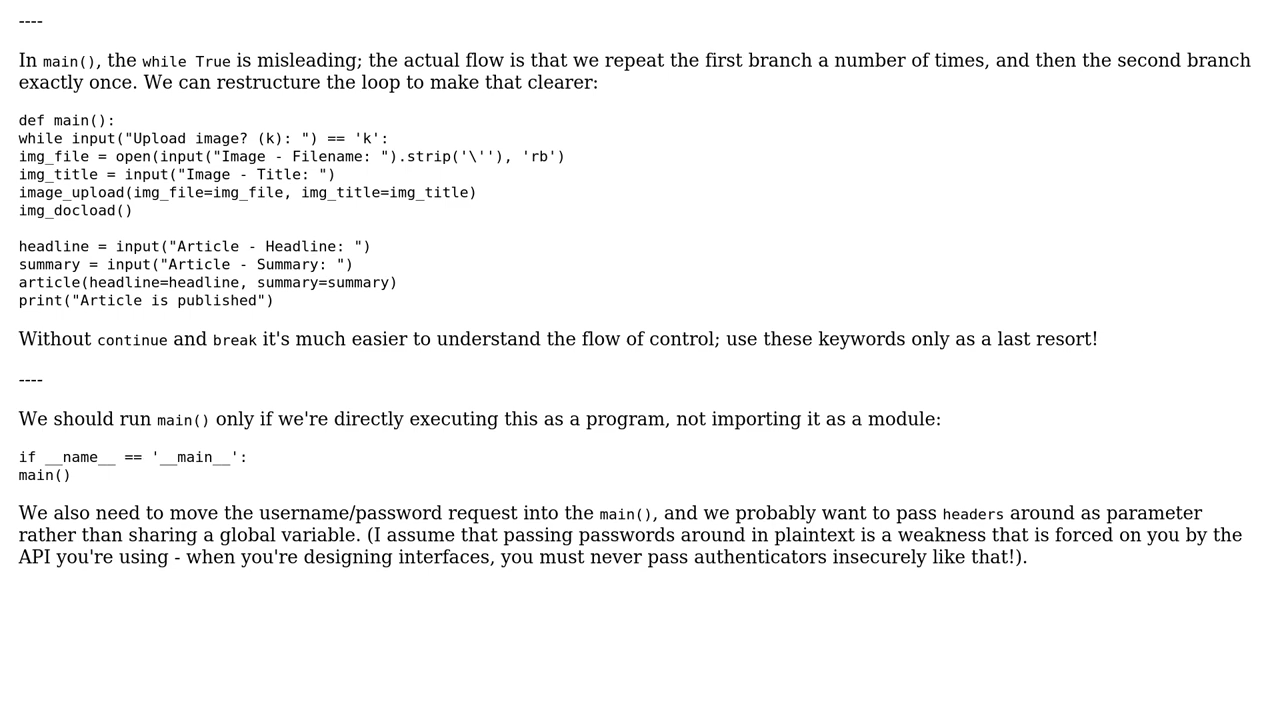 ----
In main(), the while True is misleading; the actual flow is that we repeat the first branch a number of times, and then the second branch
exactly once. We can restructure the loop to make that clearer:
def main():
while input("Upload image? (k): ") == 'k':
img_file = open(input("Image - Filename: ").strip('\''), 'rb')
img_title = input("Image - Title: ")
image_upload(img_file=img_file, img_title=img_title)
img_docload()
headline = input("Article - Headline: ")
summary = input("Article - Summary: ")
article(headline=headline, summary=summary)
print("Article is published")
Without continue and break it's much easier to understand the flow of control; use these keywords only as a last resort!
----
We should run main() only if we're directly executing this as a program, not importing it as a module:
if __name__ == '__main__':
main()
We also need to move the username/password request into the main(), and we probably want to pass headers around as parameter
rather than sharing a global variable. (I assume that passing passwords around in plaintext is a weakness that is forced on you by the
API you're using - when you're designing interfaces, you must never pass authenticators insecurely like that!).